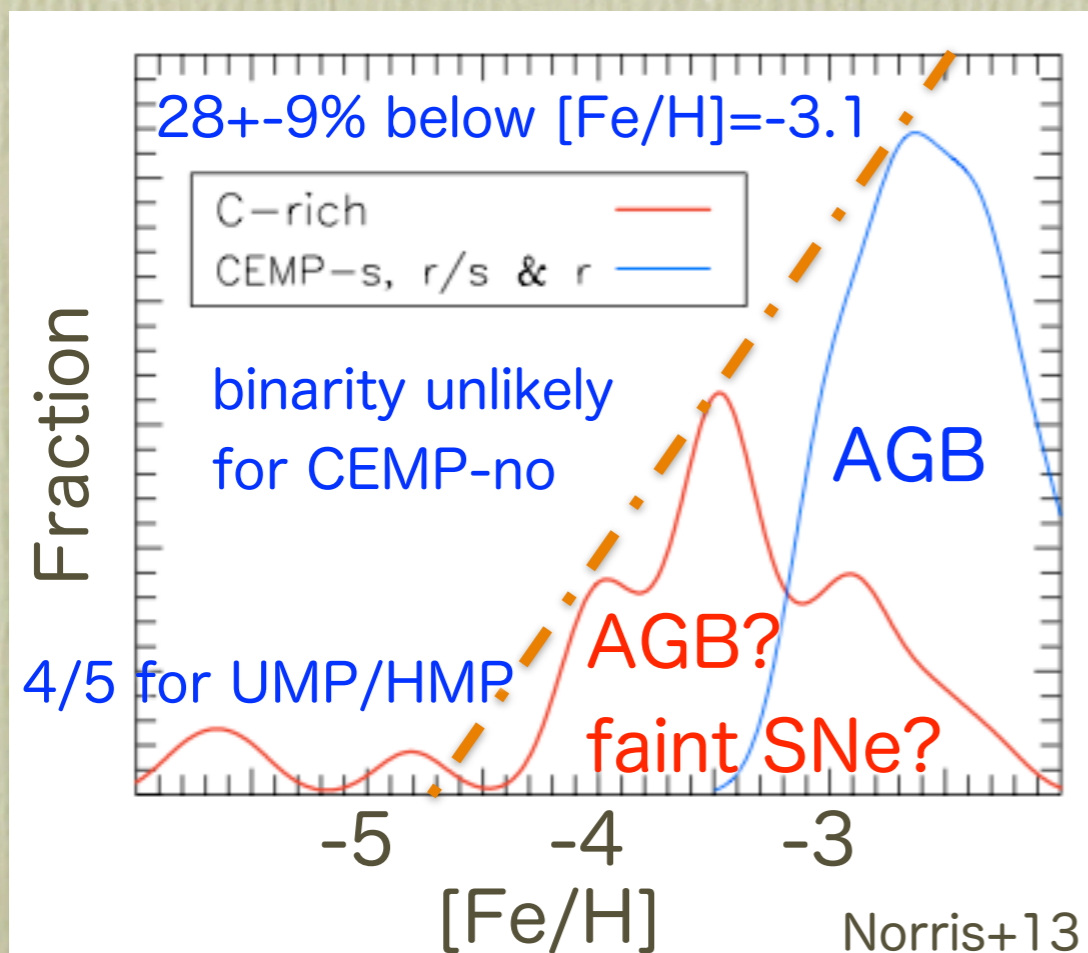 28+-9% below [Fe/H]=-3.1
C-rich
CEMP-s, r/s & r
binarity unlikely
for CEMP-no
AGB
Fraction
AGB?
4/5 for UMP/HMP
faint SNe?
-5 -4 -3
[Fe/H]
Norris+13